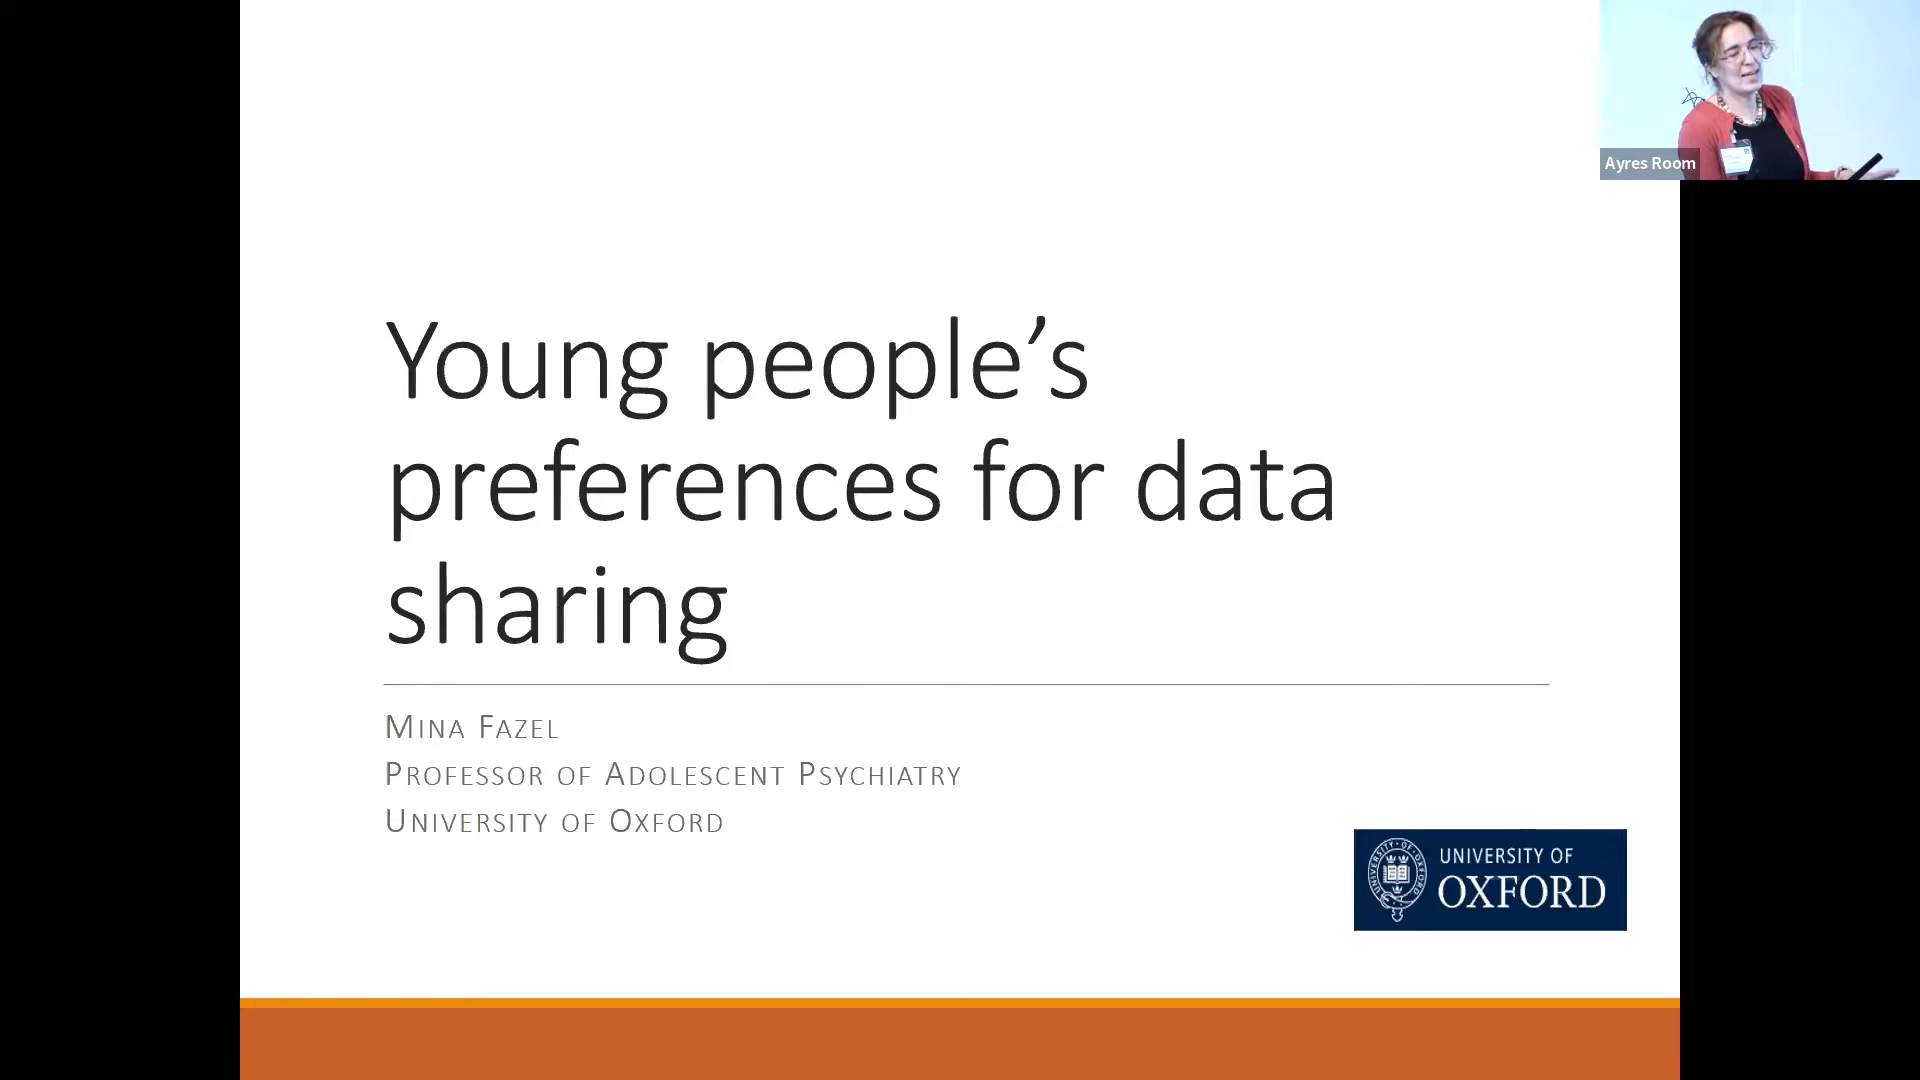 Young people’s
preferences for data
sharing
Mina Fazel
Professor of Adolescent Psychiatry
University of Oxford
UNIVERSITY OF
OXFORD
Ayres Room